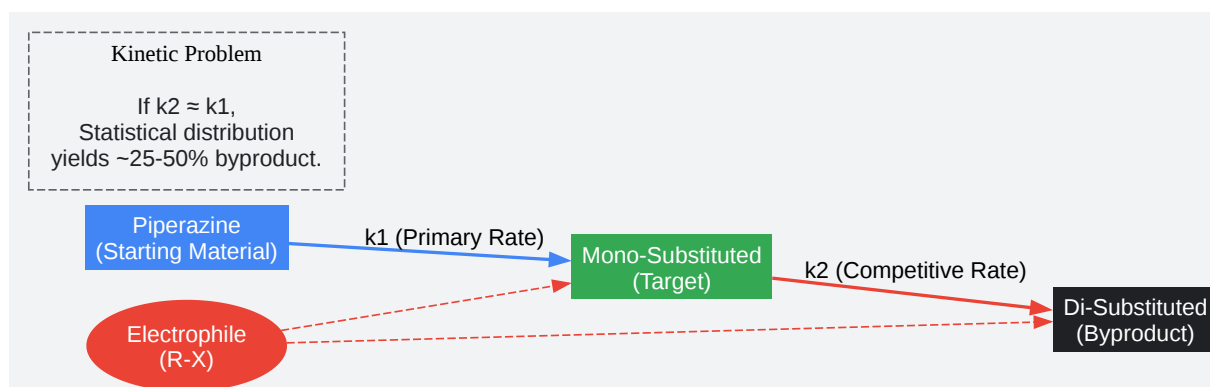 Kinetic Problem
If k2 ≈ k1,
Statistical distribution
yields ~25-50% byproduct.
Piperazine
(Starting Material)
k1 (Primary Rate)
Mono-Substituted
(Target)
k2 (Competitive Rate)
Di-Substituted
(Byproduct)
Electrophile
(R-X)